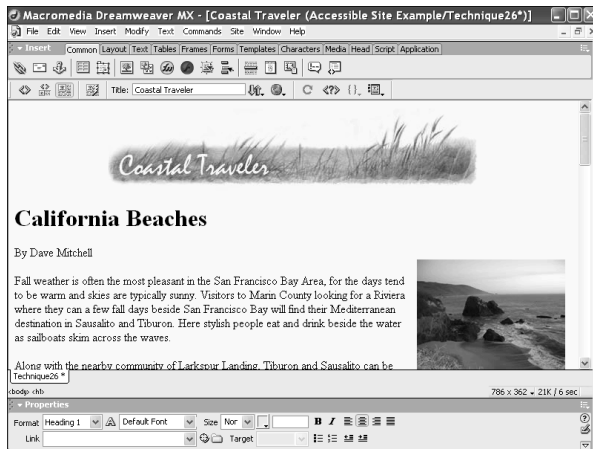 Macromedia Dreamweaver MX - [Coastal Traveler (Accessible Site Example/Technique26*)]
File Edit View Insert Modify Text Commands Site Window Help
Insert Common Layout Text Tables Frames Forms Templates Characters Media Head Script Application
Title: Coastal Traveler
Coastal Traveler
California Beaches
By Dave Mitchell
Fall weather is often the most pleasant in the San Francisco Bay Area, for the days tend
to be warm and skies are typically sunny. Visitors to Marin County looking for a Riviera
where they can a few fall days beside San Francisco Bay will find their Mediterranean
destination in Sausalito and Tiburon. Here stylish people eat and drink beside the water
as sailboats skim across the waves.
Along with the nearby community of Larkspur Landing, Tiburon and Sausalito can be
Technique26 *
<body> <h1> 786 x 362 21K / 6 sec
Properties
Format Heading 1 Default Font Size Nor B I
Link Target